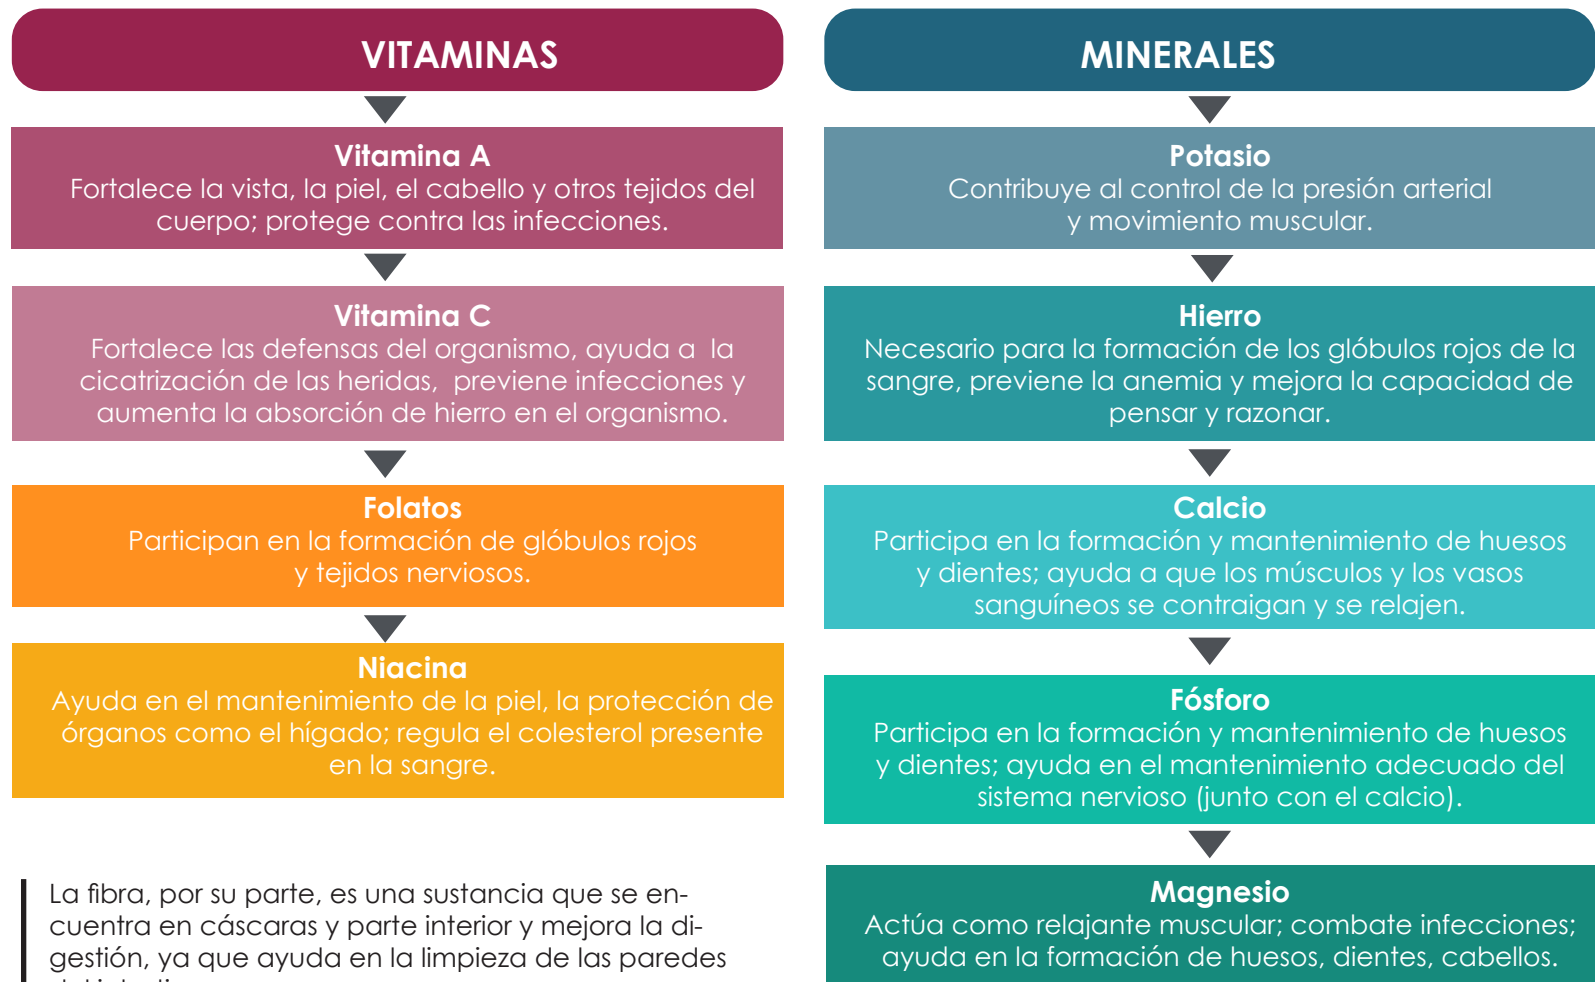 VITAMINAS
Vitamina A
Fortalece la vista, la piel, el cabello y otros tejidos del
cuerpo; protege contra las infecciones.
Vitamina C
Fortalece las defensas del organismo, ayuda a  la
cicatrización de las heridas,  previene infecciones y
aumenta la absorción de hierro en el organismo.
Folatos
Participan en la formación de glóbulos rojos
y tejidos nerviosos.
Niacina
Ayuda en el mantenimiento de la piel, la protección de
órganos como el hígado; regula el colesterol presente
en la sangre.
La fibra, por su parte, es una sustancia que se en-
cuentra en cáscaras y parte interior y mejora la di-
gestión, ya que ayuda en la limpieza de las paredes
MINERALES
Potasio
Contribuye al control de la presión arterial
y movimiento muscular.
Hierro
Necesario para la formación de los glóbulos rojos de la
sangre, previene la anemia y mejora la capacidad de
pensar y razonar.
Calcio
Participa en la formación y mantenimiento de huesos
y dientes; ayuda a que los músculos y los vasos
sanguíneos se contraigan y se relajen.
Fósforo
Participa en la formación y mantenimiento de huesos
y dientes; ayuda en el mantenimiento adecuado del
sistema nervioso (junto con el calcio).
Magnesio
Actúa como relajante muscular; combate infecciones;
ayuda en la formación de huesos, dientes, cabellos.